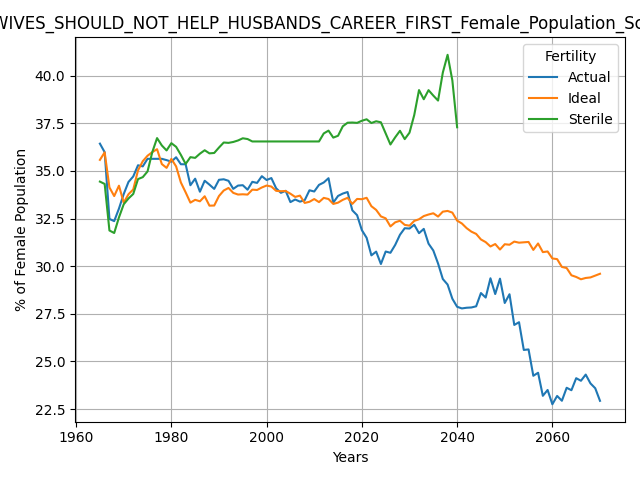 WIVES_SHOULD_NOT_HELP_HUSBANDS_CAREER_FIRST_Female_Population_Sc
Fertility
Actual
Ideal
Sterile
% of Female Population
40.0
37.5
35.0
32.5
30.0
27.5
25.0
22.5
1960
1980
2000
2020
2040
2060
Years